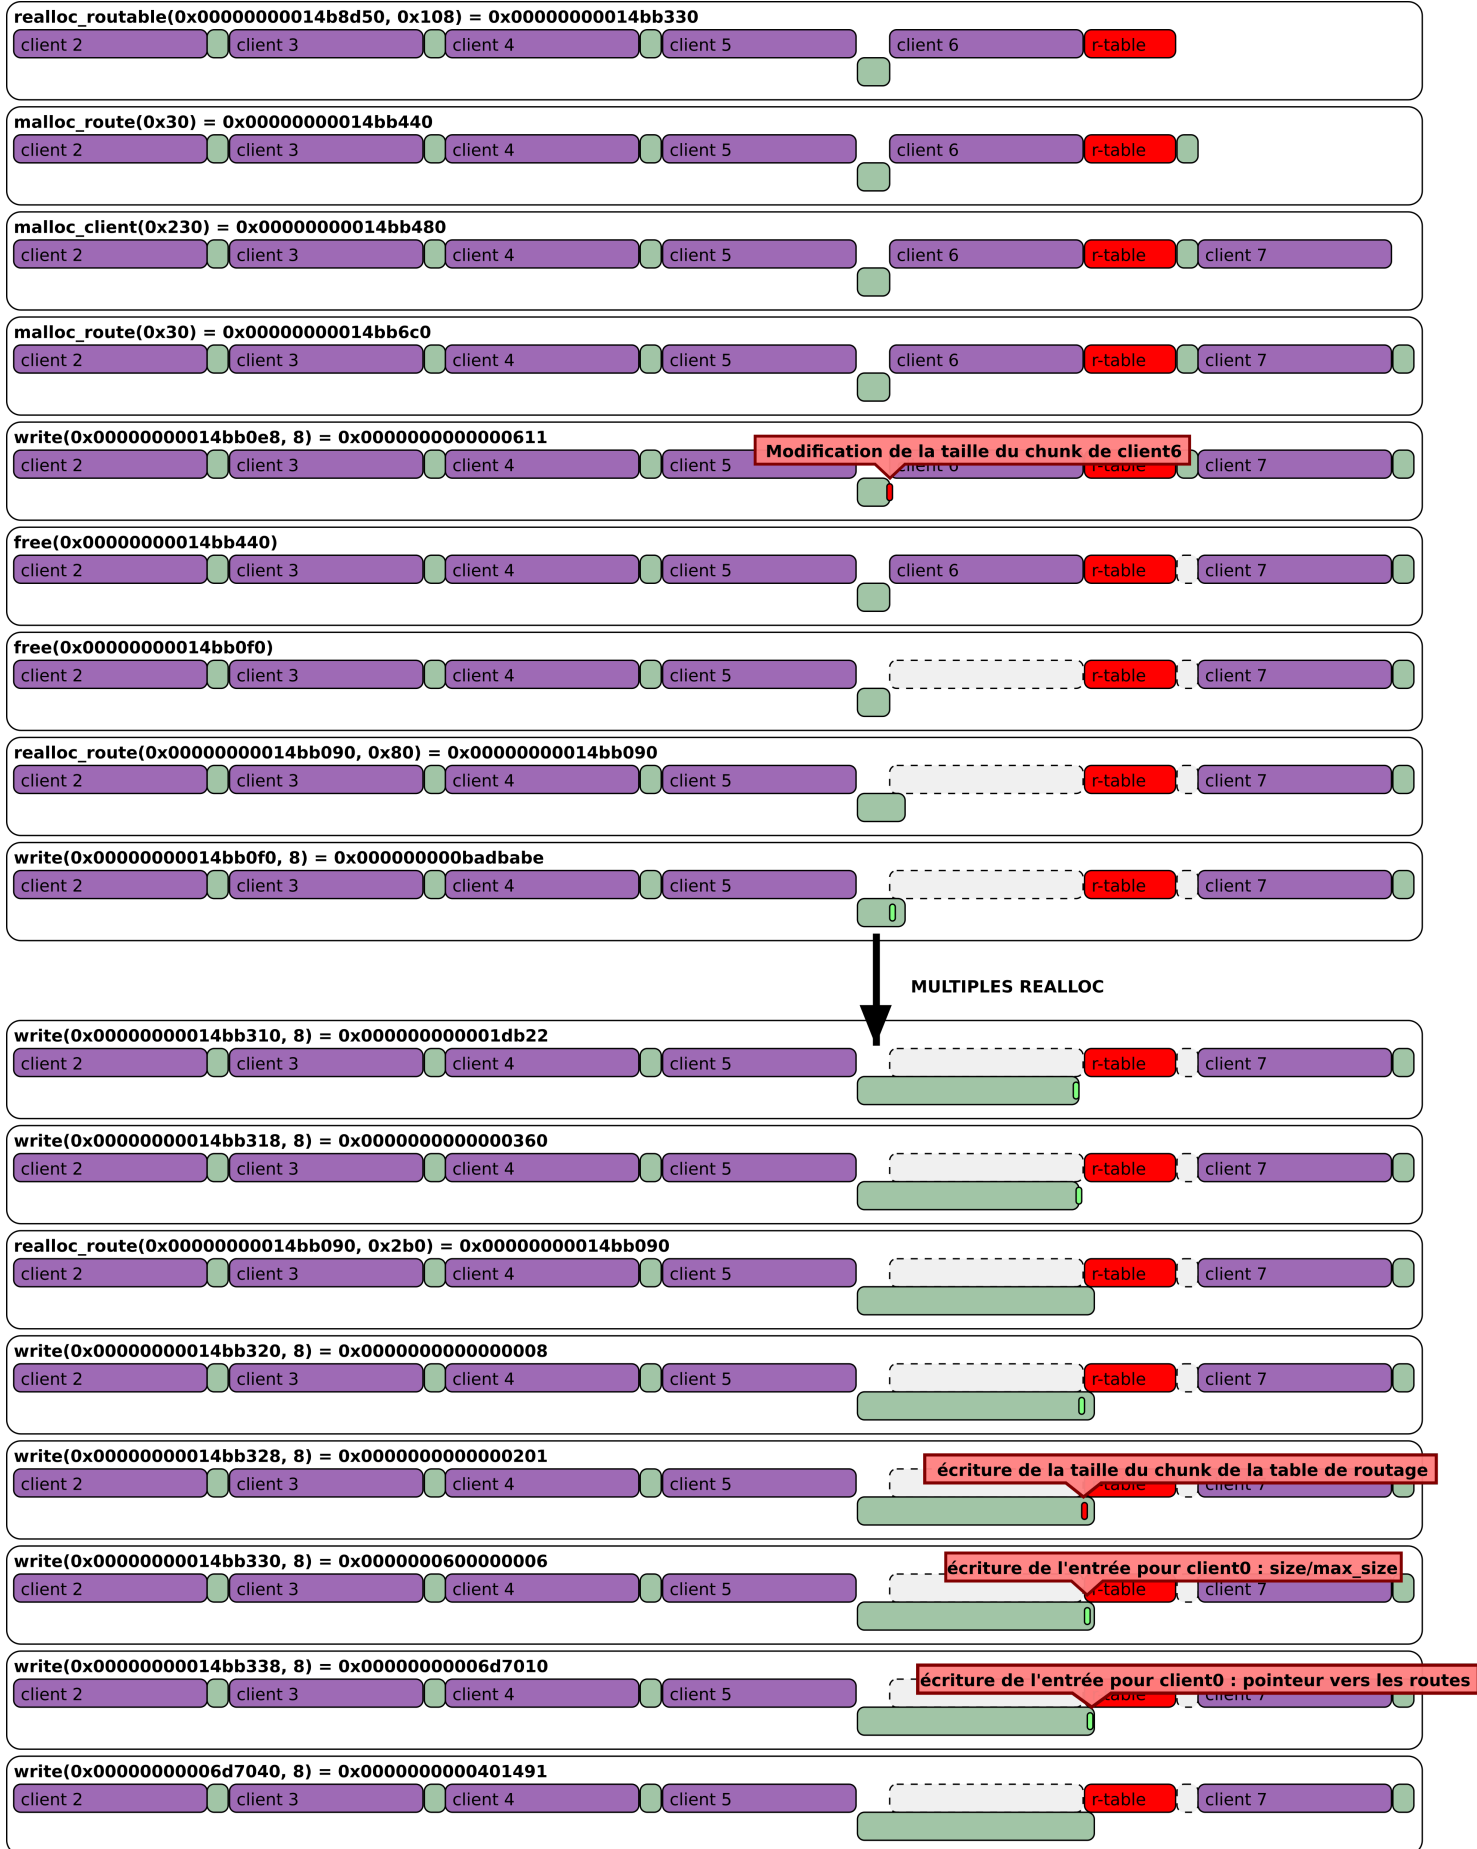 realloc_routable(0x00000000014b8d50, 0x108) = 0x00000000014bb330
client 2 client 3 client 4 client 5 client 6 r-table
malloc_route(0x30) = 0x00000000014bb440
client 2 client 3 client 4 client 5 client 6 r-table
malloc_client(0x230) = 0x00000000014bb480
client 2 client 3 client 4 client 5 client 6 r-table client 7
malloc_route(0x30) = 0x00000000014bb6c0
client 2 client 3 client 4 client 5 client 6 r-table client 7
write(0x00000000014bb0e8, 8) = 0x0000000000000611
Modification de la taille du chunk de client6
client 2 client 3 client 4 client 5 client 6 r-table client 7
free(0x00000000014bb440)
client 2 client 3 client 4 client 5 client 6 r-table client 7
free(0x00000000014bb0f0)
client 2 client 3 client 4 client 5 r-table client 7
realloc_route(0x00000000014bb090, 0x80) = 0x00000000014bb090
client 2 client 3 client 4 client 5 r-table client 7
write(0x00000000014bb0f0, 8) = 0x000000000badbabe
client 2 client 3 client 4 client 5 r-table client 7
MULTIPLES REALLOC
write(0x00000000014bb310, 8) = 0x000000000001db22
client 2 client 3 client 4 client 5 r-table client 7
write(0x00000000014bb318, 8) = 0x0000000000000360
client 2 client 3 client 4 client 5 r-table client 7
realloc_route(0x00000000014bb090, 0x2b0) = 0x00000000014bb090
client 2 client 3 client 4 client 5 r-table client 7
write(0x00000000014bb320, 8) = 0x0000000000000008
client 2 client 3 client 4 client 5 r-table client 7
write(0x00000000014bb328, 8) = 0x0000000000000201
écriture de la taille du chunk de la table de routage
client 2 client 3 client 4 client 5 r-table client 7
write(0x00000000014bb330, 8) = 0x0000000600000006
écriture de l'entrée pour client0 : size/max_size
client 2 client 3 client 4 client 5 r-table client 7
write(0x00000000014bb338, 8) = 0x00000000006d7010
écriture de l'entrée pour client0 : pointeur vers les routes
client 2 client 3 client 4 client 5 r-table client 7
write(0x00000000006d7040, 8) = 0x0000000000401491
client 2 client 3 client 4 client 5 r-table client 7